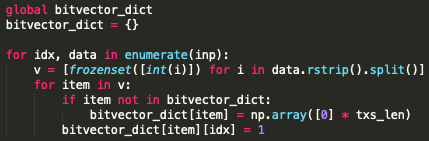 global bitvector_dict
bitvector_dict = {}
for idx, data in enumerate(inp):
v = [frozenset([int(i)]) for i in data.rstrip().split()]
for item in v:
if item not in bitvector_dict:
bitvector_dict[item] = np.array([0] * txs_len)
bitvector_dict[item][idx] = 1